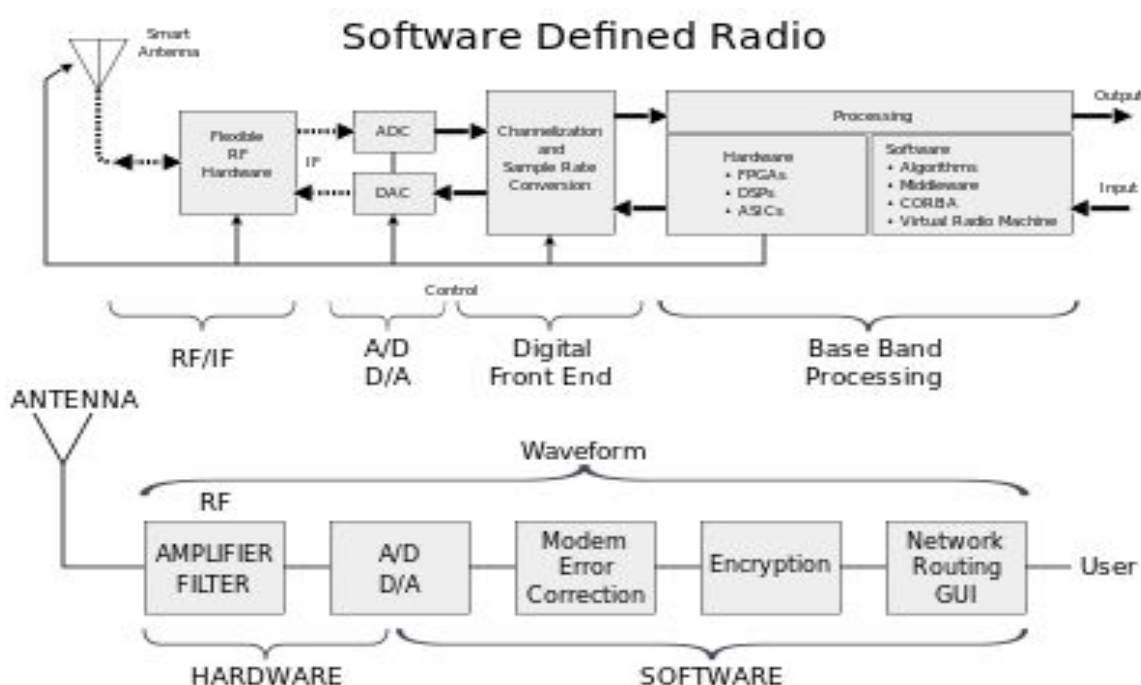 Software Defined Radio
Smart
Antenna
Flexible
RF
Hardware
IF
ADC
DAC
Channelization
and
Sample Rate
Conversion
Processing
Hardware
• FPGAs
• DSPs
• ASICs
Software
• Algorithms
• Middleware
• CORBA
• Virtual Radio Machine
Output
Input
Control
RF/IF
A/D
D/A
Digital
Front End
Base Band
Processing
ANTENNA
Waveform
RF
AMPLIFIER
FILTER
A/D
D/A
Modem
Error
Correction
Encryption
Network
Routing
GUI
User
HARDWARE
SOFTWARE